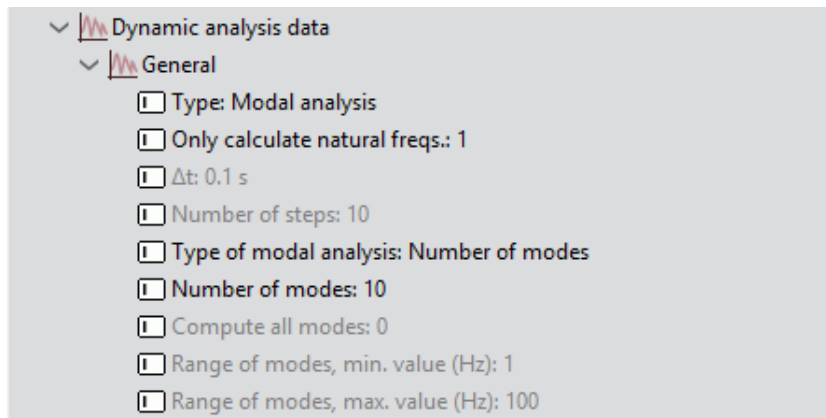 Dynamic analysis data
General
Type: Modal analysis
Only calculate natural freqs.: 1
Δt: 0.1 s
Number of steps: 10
Type of modal analysis: Number of modes
Number of modes: 10
Compute all modes: 0
Range of modes, min. value (Hz): 1
Range of modes, max. value (Hz): 100